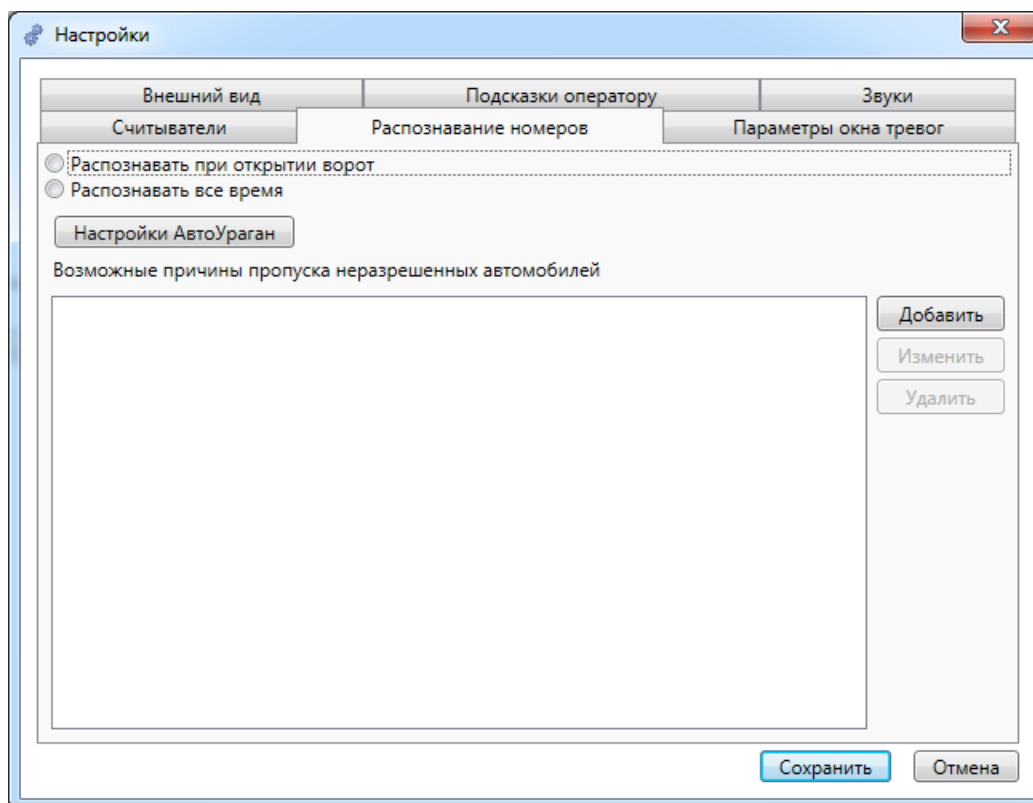 Настройки
Внешний вид
Подсказки оператору
Звуки
Считыватели
Распознавание номеров
Параметры окна тревог
Распознавать при открытии ворот
Распознавать все время
Настройки АвтоУраган
Возможные причины пропуска неразрешенных автомобилей
Добавить
Изменить
Удалить
Сохранить
Отмена